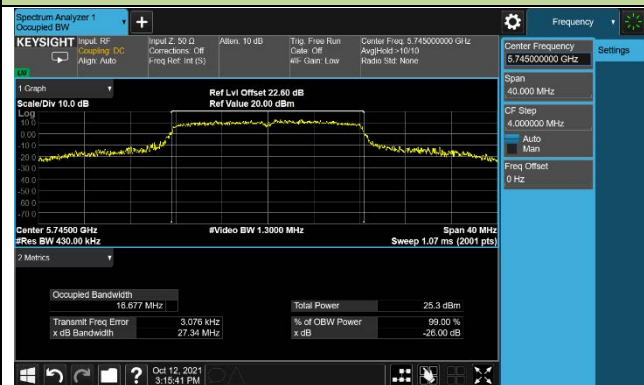 Spectrum Analyzer 1
Occupied BW
Frequency
KEYSIGHT
Input: RF
Coupling: DC
Align: Auto
Input Z: 50 Ω
Corrections: Off
Freq Ref: Int (S)
Atten: 10 dB
Trig: Free Run
Gate: Off
#IF Gain: Low
Center Freq: 5.745000000 GHz
Avg|Hold:>10/10
Radio Std: None
Center Frequency
5.745000000 GHz
Settings
Span
40.000 MHz
CF Step
4.000000 MHz
Auto
Man
Freq Offset
0 Hz
1 Graph
Scale/Div 10.0 dB
Ref Lvl Offset 22.60 dB
Ref Value 20.00 dBm
Log
10.0
0.00
-10.0
-20.0
-30.0
-40.0
-50.0
-60.0
-70.0
Center 5.74500 GHz
#Res BW 430.00 kHz
#Video BW 1.3000 MHz
Span 40 MHz
Sweep 1.07 ms (2001 pts)
2 Metrics
Occupied Bandwidth
16.677 MHz
Total Power 25.3 dBm
Transmit Freq Error 3.076 kHz
% of OBW Power 99.00 %
x dB Bandwidth 27.34 MHz
x dB -26.00 dB
Oct 12, 2021
3:15:41 PM